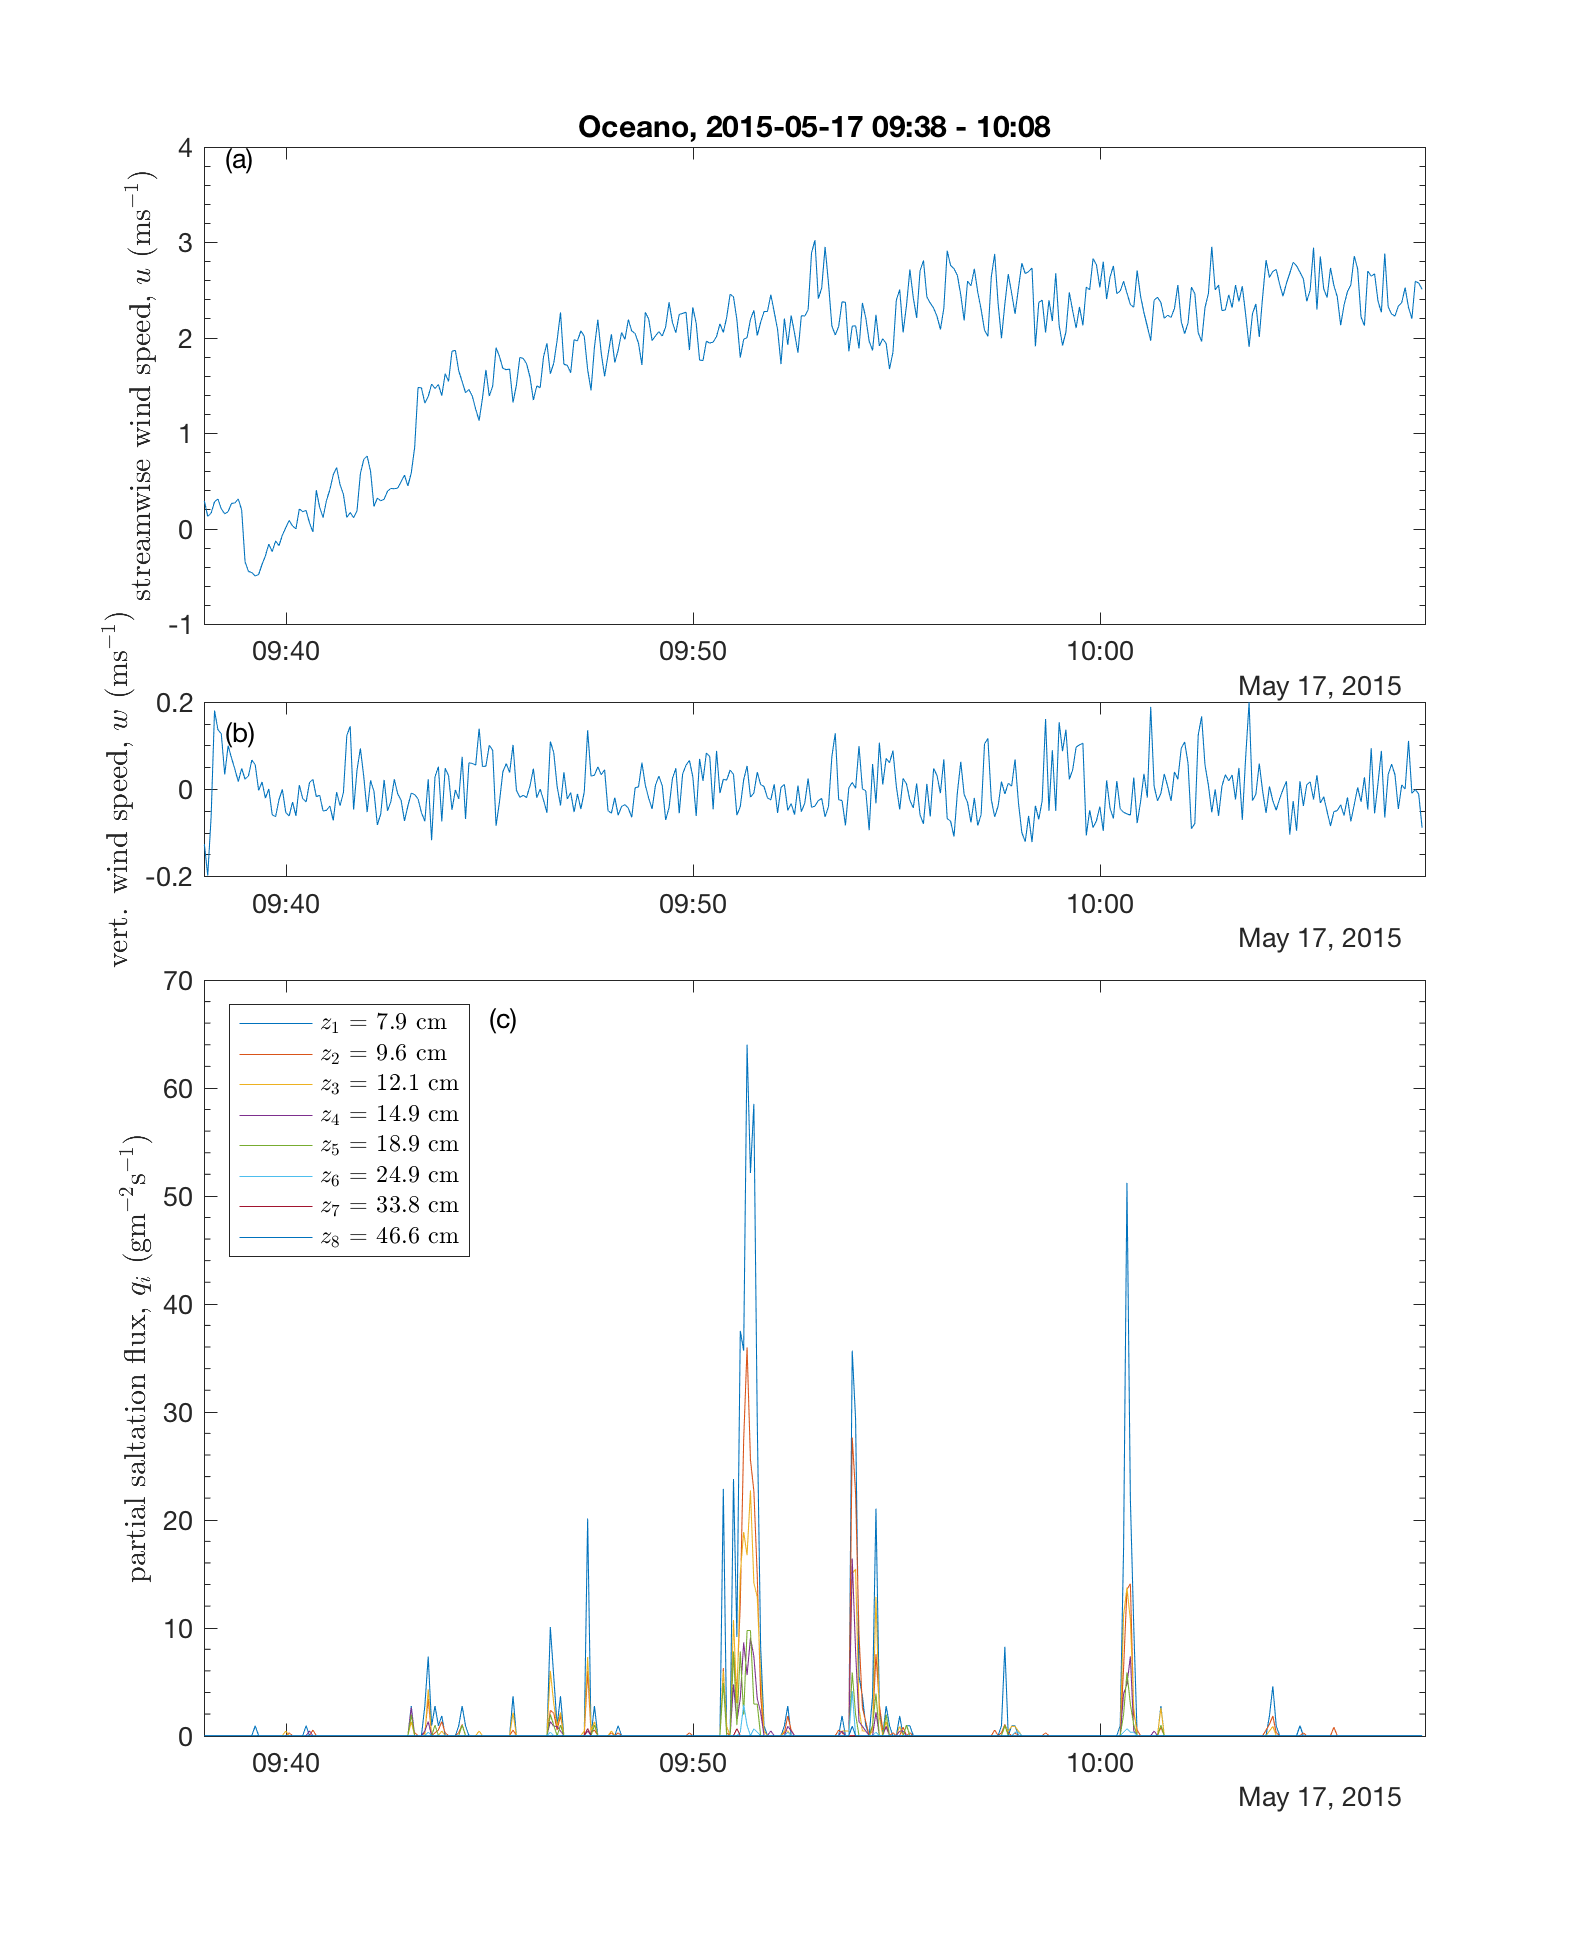 Oceano, 2015-05-17 09:38 - 10:08
(a)
streamwise wind speed, u (ms⁻¹)
4
3
2
1
0
-1
09:40 09:50 10:00
May 17, 2015
(b)
vert. wind speed, w (ms⁻¹)
0.2
0
-0.2
09:40 09:50 10:00
May 17, 2015
(c)
partial saltation flux, qᵢ (gm⁻²s⁻¹)
70
60
50
40
30
20
10
0
z₁ = 7.9 cm
z₂ = 9.6 cm
z₃ = 12.1 cm
z₄ = 14.9 cm
z₅ = 18.9 cm
z₆ = 24.9 cm
z₇ = 33.8 cm
z₈ = 46.6 cm
09:40 09:50 10:00
May 17, 2015